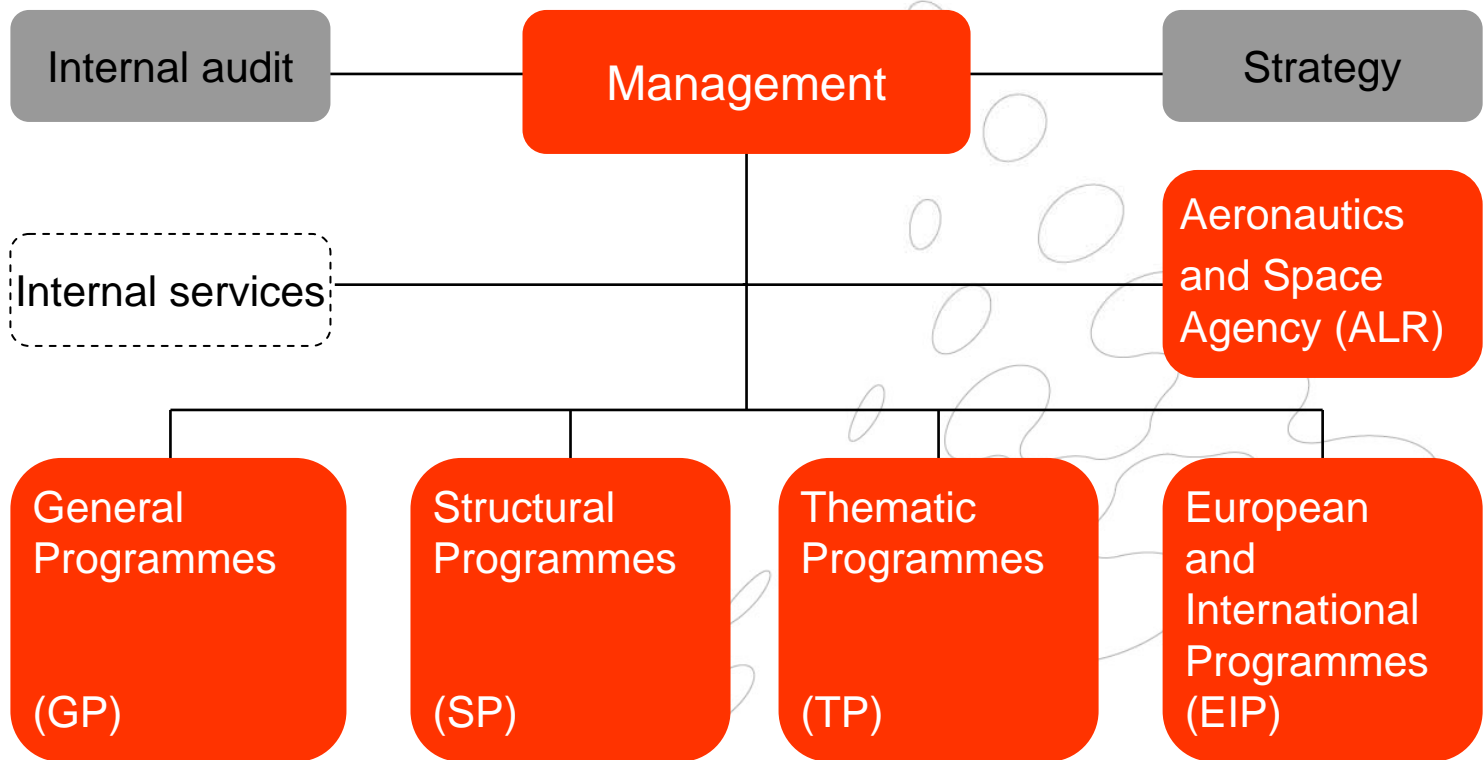 Internal audit
Management
Strategy
Aeronautics
and Space
Agency (ALR)
Internal services
General
Programmes
(GP)
Structural
Programmes
(SP)
Thematic
Programmes
(TP)
European
and
International
Programmes
(EIP)